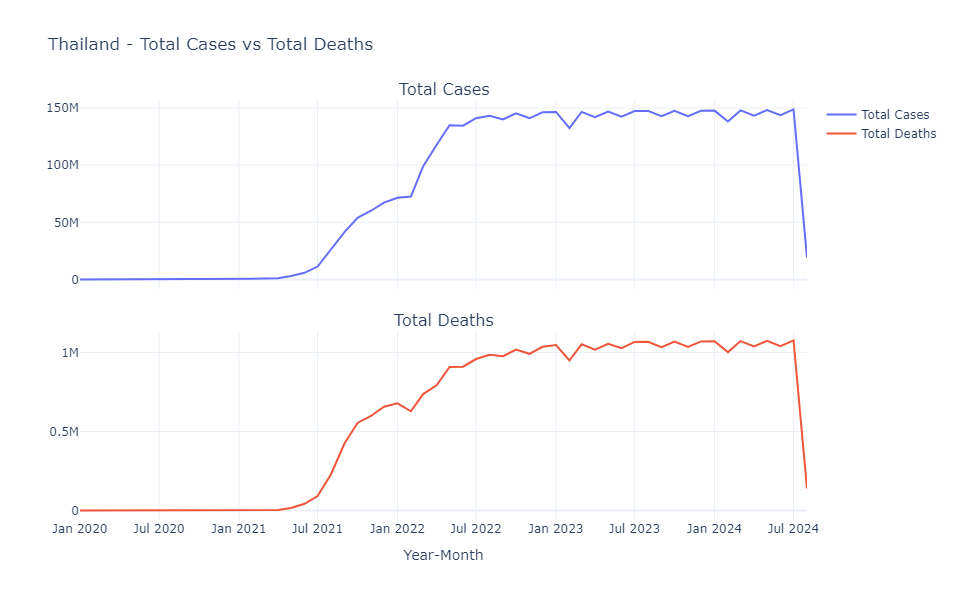 Thailand - Total Cases vs Total Deaths
Total Cases
150M
100M
50M
0
Total Cases
Total Deaths
Total Deaths
1M
0.5M
0
Jan 2020 Jul 2020 Jan 2021 Jul 2021 Jan 2022 Jul 2022 Jan 2023 Jul 2023 Jan 2024 Jul 2024
Year-Month